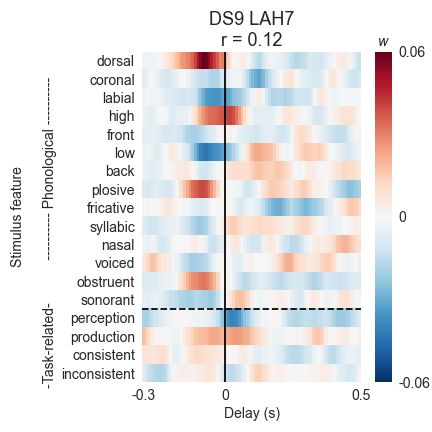 DS9 LAH7
r = 0.12
w
Stimulus feature
---------- Phonological ----------
-Task-related-
dorsal
coronal
labial
high
front
low
back
plosive
fricative
syllabic
nasal
voiced
obstruent
sonorant
perception
production
consistent
inconsistent
0.06
0
-0.06
-0.3
0
0.5
Delay (s)